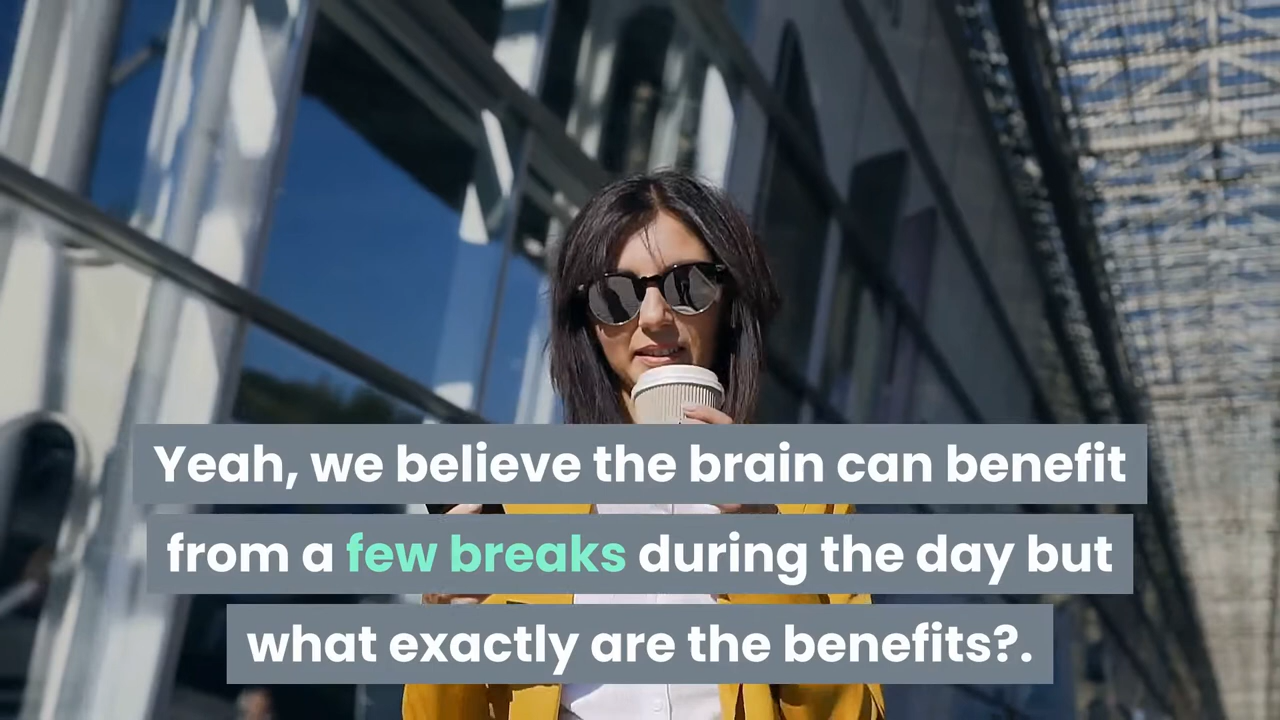 Yeah, we believe the brain can benefit
from a few breaks during the day but
what exactly are the benefits?.